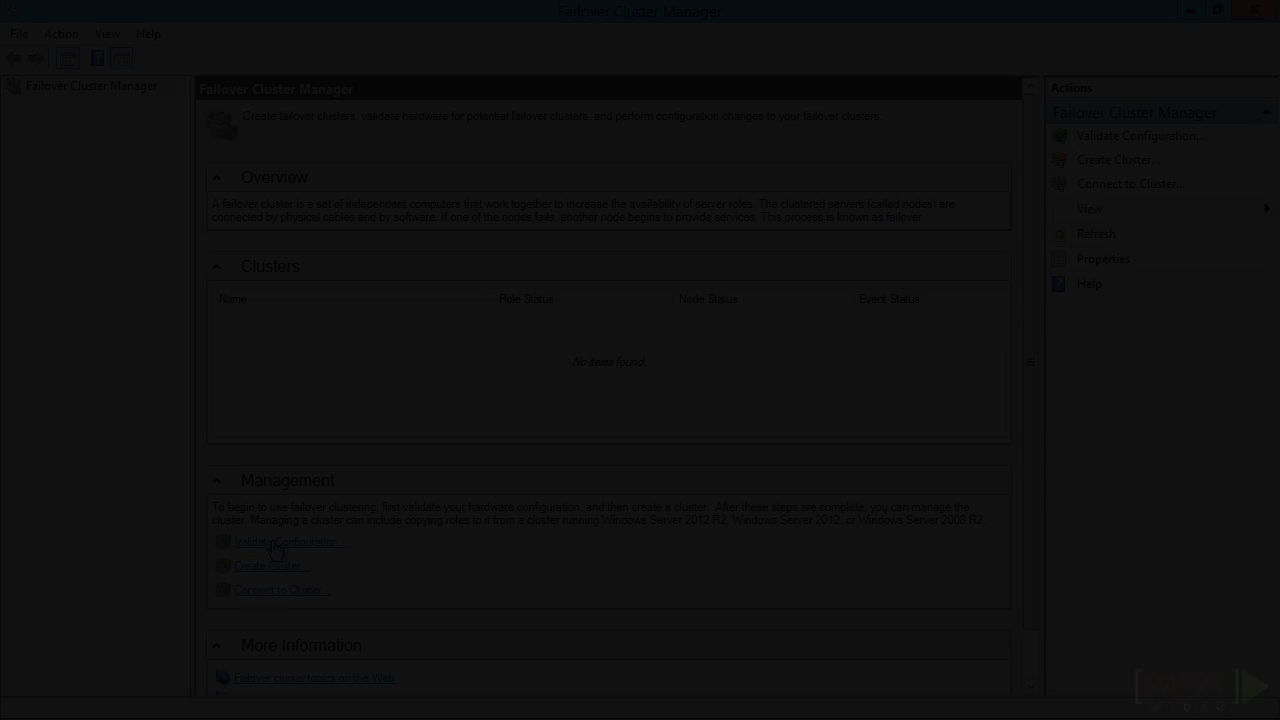 Failover Cluster Manager
File Action View Help
Failover Cluster Manager
Failover Cluster Manager
Create failover clusters, validate hardware for potential failover clusters, and perform configuration changes to your failover clusters.
Overview
A failover cluster is a set of independent computers that work together to increase the availability of server roles. The clustered servers (called nodes) are
connected by physical cables and by software. If one of the nodes fails, another node begins to provide services. This process is known as failover.
Clusters
Name Role Status Node Status Event Status
No items found.
Management
To begin to use failover clustering, first validate your hardware configuration, and then create a cluster. After these steps are complete, you can manage the
cluster. Managing a cluster can include copying roles to it from a cluster running Windows Server 2012 R2, Windows Server 2012, or Windows Server 2008 R2.
Validate Configuration...
Create Cluster...
Connect to Cluster...
More Information
Failover cluster topics on the Web
Actions
Failover Cluster Manager
Validate Configuration...
Create Cluster...
Connect to Cluster...
View
Refresh
Properties
Help